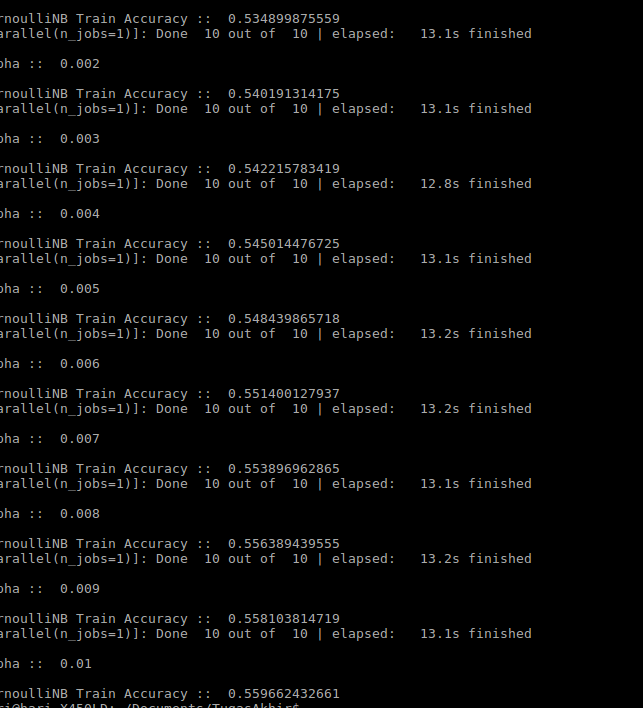 rnoulliNB Train Accuracy ::  0.534899875559
arallel(n_jobs=1)]: Done  10 out of  10 | elapsed:   13.1s finished
pha ::  0.002
rnoulliNB Train Accuracy ::  0.540191314175
arallel(n_jobs=1)]: Done  10 out of  10 | elapsed:   13.1s finished
pha ::  0.003
rnoulliNB Train Accuracy ::  0.542215783419
arallel(n_jobs=1)]: Done  10 out of  10 | elapsed:   12.8s finished
pha ::  0.004
rnoulliNB Train Accuracy ::  0.545014476725
arallel(n_jobs=1)]: Done  10 out of  10 | elapsed:   13.1s finished
pha ::  0.005
rnoulliNB Train Accuracy ::  0.548439865718
arallel(n_jobs=1)]: Done  10 out of  10 | elapsed:   13.2s finished
pha ::  0.006
rnoulliNB Train Accuracy ::  0.551400127937
arallel(n_jobs=1)]: Done  10 out of  10 | elapsed:   13.2s finished
pha ::  0.007
rnoulliNB Train Accuracy ::  0.553896962865
arallel(n_jobs=1)]: Done  10 out of  10 | elapsed:   13.1s finished
pha ::  0.008
rnoulliNB Train Accuracy ::  0.556389439555
arallel(n_jobs=1)]: Done  10 out of  10 | elapsed:   13.2s finished
pha ::  0.009
rnoulliNB Train Accuracy ::  0.558103814719
arallel(n_jobs=1)]: Done  10 out of  10 | elapsed:   13.1s finished
pha ::  0.01
rnoulliNB Train Accuracy ::  0.559662432661